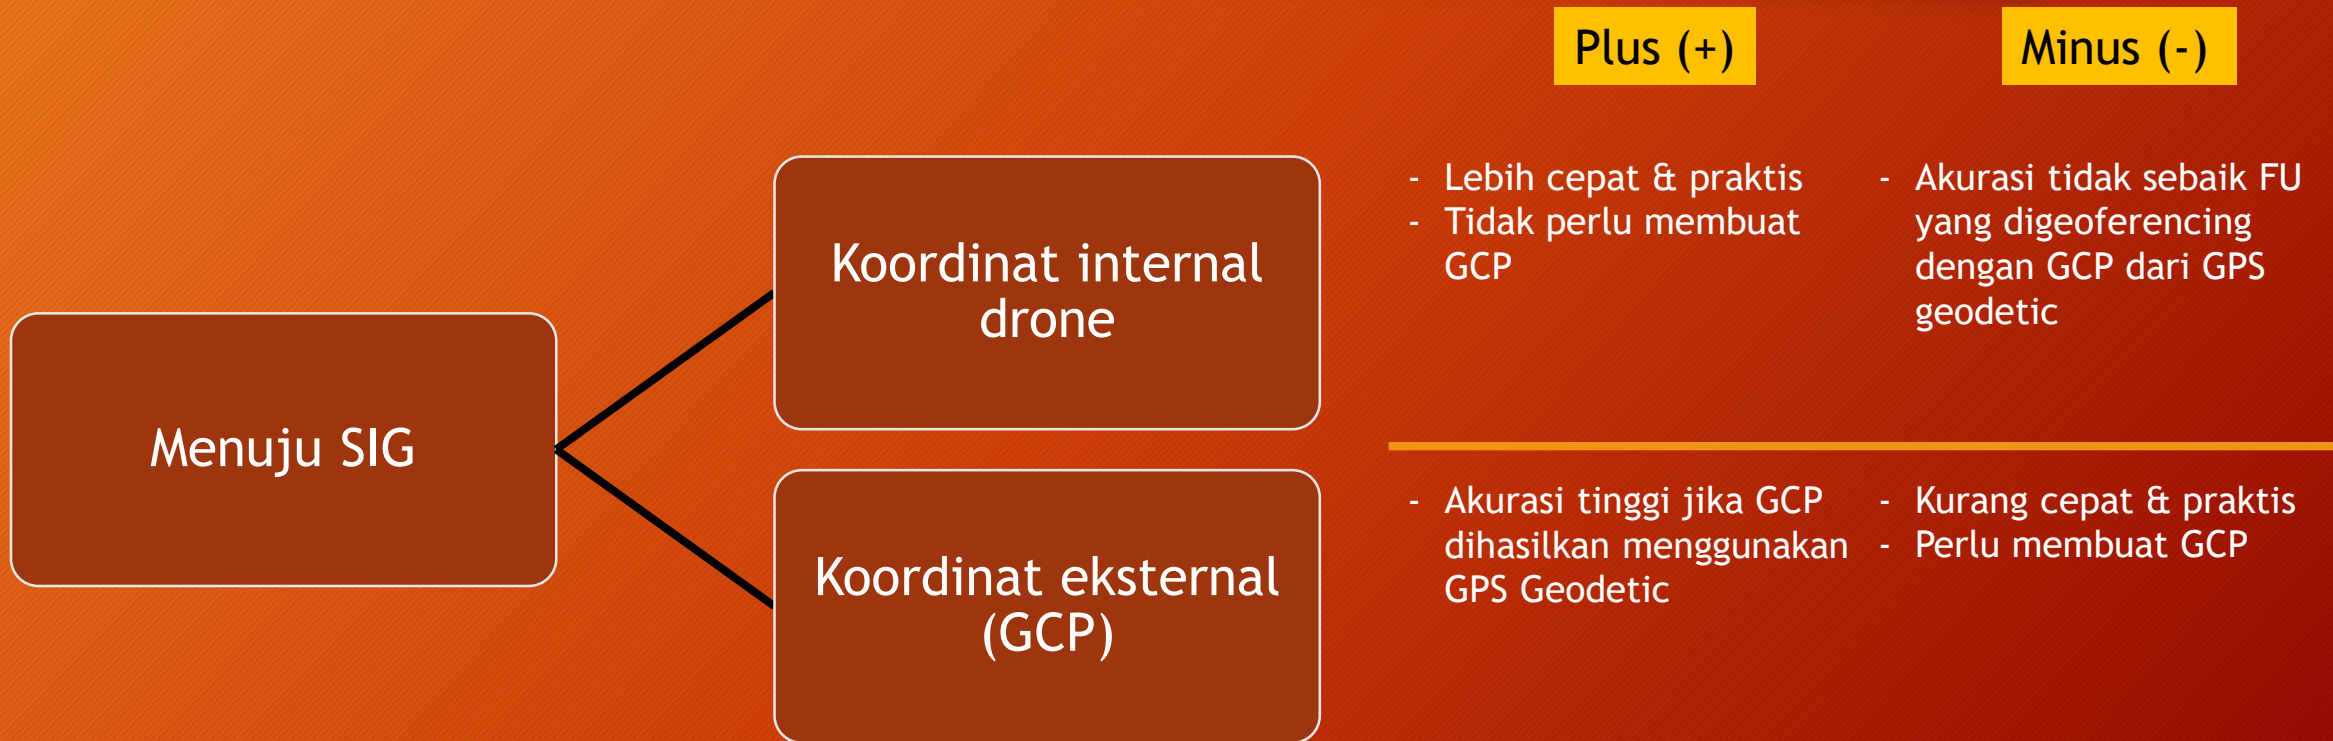 Plus (+)
Minus (-)
Menuju SIG
Koordinat internal
drone
- Lebih cepat & praktis
- Tidak perlu membuat
GCP
- Akurasi tidak sebaik FU
yang digeoferencing
dengan GCP dari GPS
geodetic
Koordinat eksternal
(GCP)
- Akurasi tinggi jika GCP
dihasilkan menggunakan
GPS Geodetic
- Kurang cepat & praktis
- Perlu membuat GCP